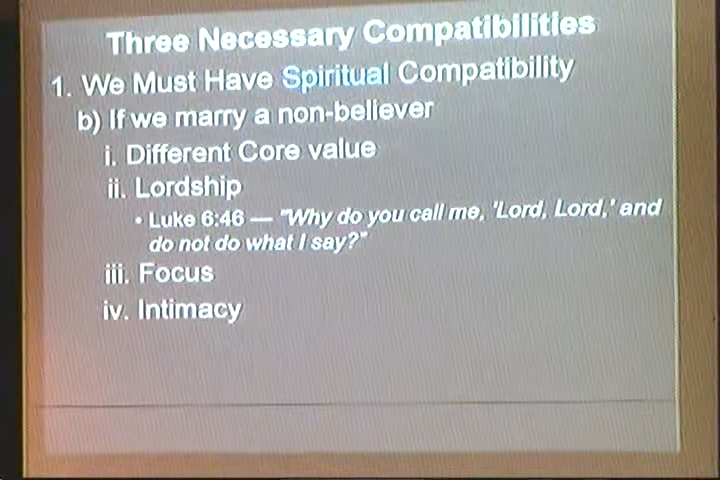 Three Necessary Compatibilities
1. We Must Have Spiritual Compatibility
b) If we marry a non-believer
i. Different Core value
ii. Lordship
• Luke 6:46 — "Why do you call me, 'Lord, Lord,' and
do not do what I say?"
iii. Focus
iv. Intimacy